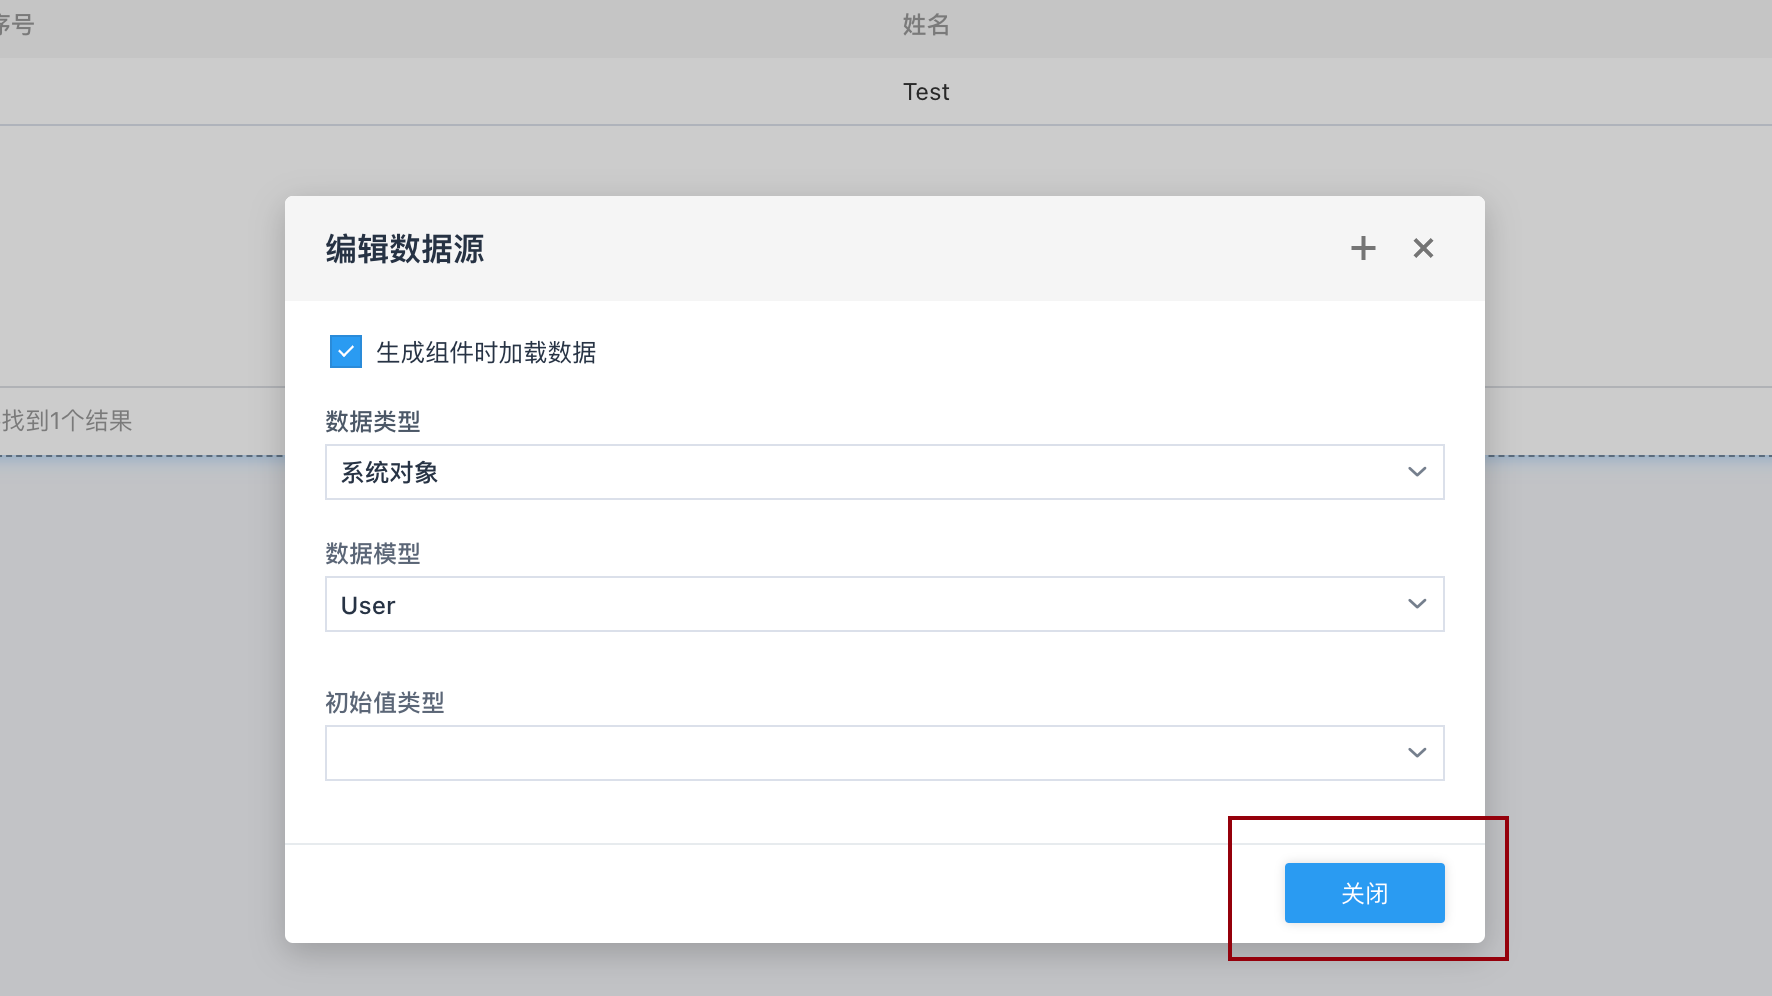 序号
姓名
Test
编辑数据源
生成组件时加载数据
数据类型
系统对象
找到1个结果
数据模型
User
初始值类型
关闭